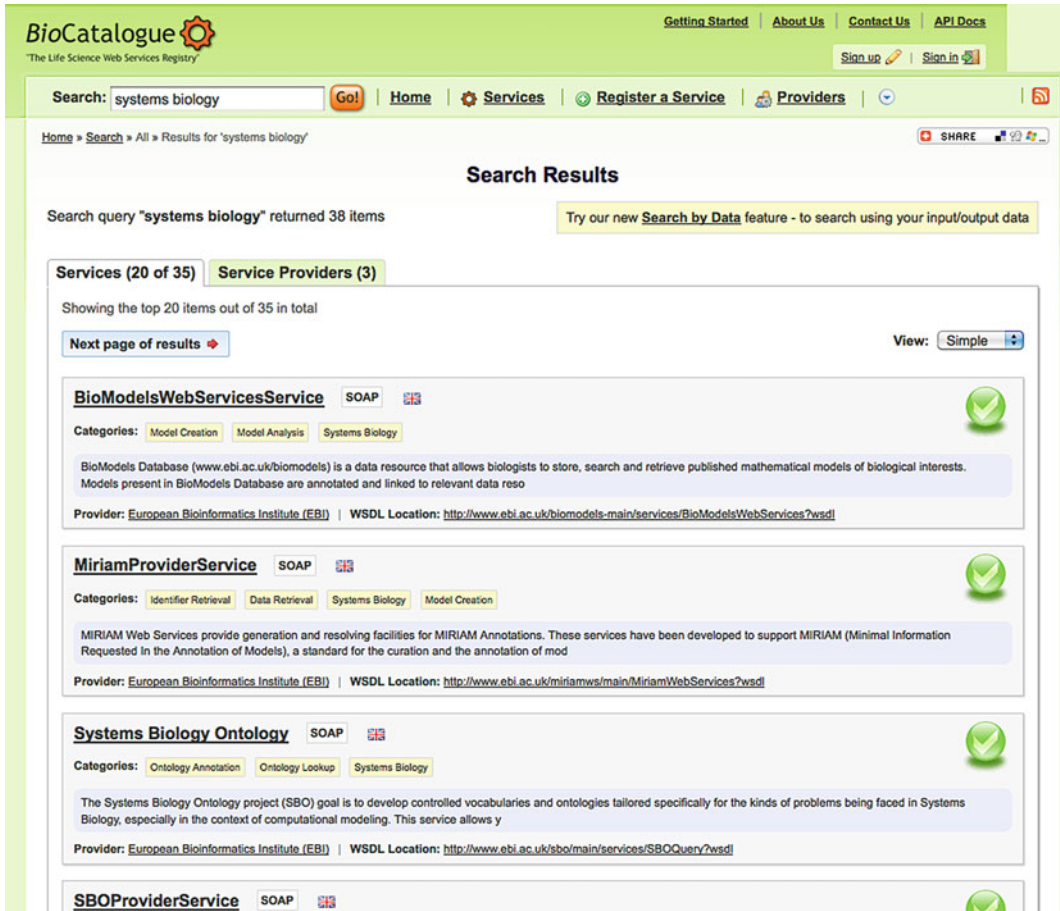 BioCatalogue
"The Life Science Web Services Registry"
Getting Started | About Us | Contact Us | API Docs
Sign up | Sign in
Search: systems biology Go! | Home | Services | Register a Service | Providers |
Home » Search » All » Results for 'systems biology'
SHARE
Search Results
Search query "systems biology" returned 38 items
Try our new Search by Data feature - to search using your input/output data
Services (20 of 35) Service Providers (3)
Showing the top 20 items out of 35 in total
Next page of results
View: Simple
BioModelsWebServicesService SOAP
Categories: Model Creation Model Analysis Systems Biology
BioModels Database (www.ebi.ac.uk/biomodels) is a data resource that allows biologists to store, search and retrieve published mathematical models of biological interests.
Models present in BioModels Database are annotated and linked to relevant data reso
Provider: European Bioinformatics Institute (EBI) | WSDL Location: http://www.ebi.ac.uk/biomodels-main/services/BioModelsWebServices?wsdl
MiriamProviderService SOAP
Categories: Identifier Retrieval Data Retrieval Systems Biology Model Creation
MIRIAM Web Services provide generation and resolving facilities for MIRIAM Annotations. These services have been developed to support MIRIAM (Minimal Information
Requested In the Annotation of Models), a standard for the curation and the annotation of mod
Provider: European Bioinformatics Institute (EBI) | WSDL Location: http://www.ebi.ac.uk/miriamws/main/MiriamWebServices?wsdl
Systems Biology Ontology SOAP
Categories: Ontology Annotation Ontology Lookup Systems Biology
The Systems Biology Ontology project (SBO) goal is to develop controlled vocabularies and ontologies tailored specifically for the kinds of problems being faced in Systems
Biology, especially in the context of computational modeling. This service allows y
Provider: European Bioinformatics Institute (EBI) | WSDL Location: http://www.ebi.ac.uk/sbo/main/services/SBOQuery?wsdl
SBOProviderService SOAP